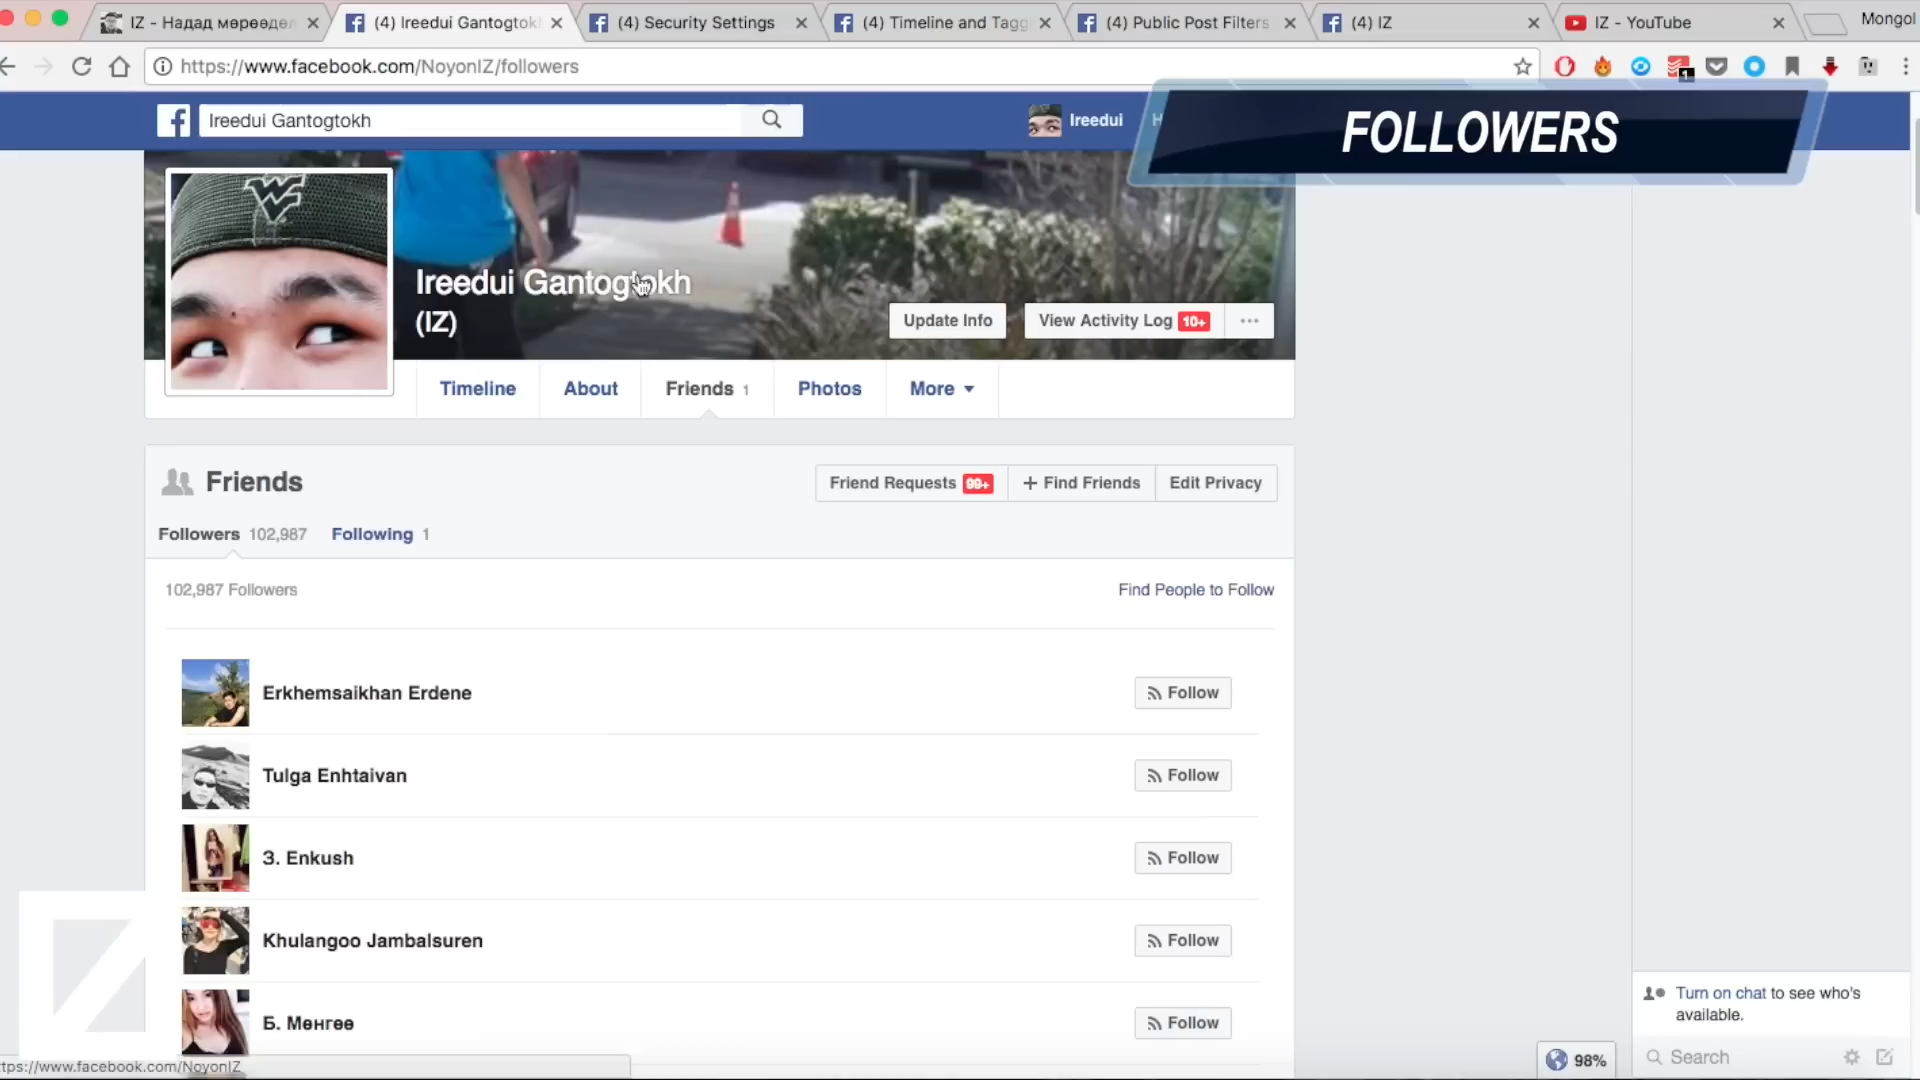 IZ - Надад мөрөөдөл
(4) Ireedui Gantogtokh
(4) Security Settings
(4) Timeline and Tagg
(4) Public Post Filters
(4) IZ
IZ - YouTube
Mongol
https://www.facebook.com/NoyonIZ/followers
1
Ireedui Gantogtokh
Ireedui
FOLLOWERS
Ireedui Gantogtokh
(IZ)
Update Info
View Activity Log 10+
Timeline
About
Friends 1
Photos
More
Friends
Friend Requests 99+
+ Find Friends
Edit Privacy
Followers 102,987
Following 1
102,987 Followers
Find People to Follow
Erkhemsaikhan Erdene
Follow
Tulga Enhtaivan
Follow
З. Enkush
Follow
Khulangoo Jambalsuren
Follow
Б. Мөнгөө
Follow
Turn on chat to see who's
available.
98%
Search
tps://www.facebook.com/NoyonIZ